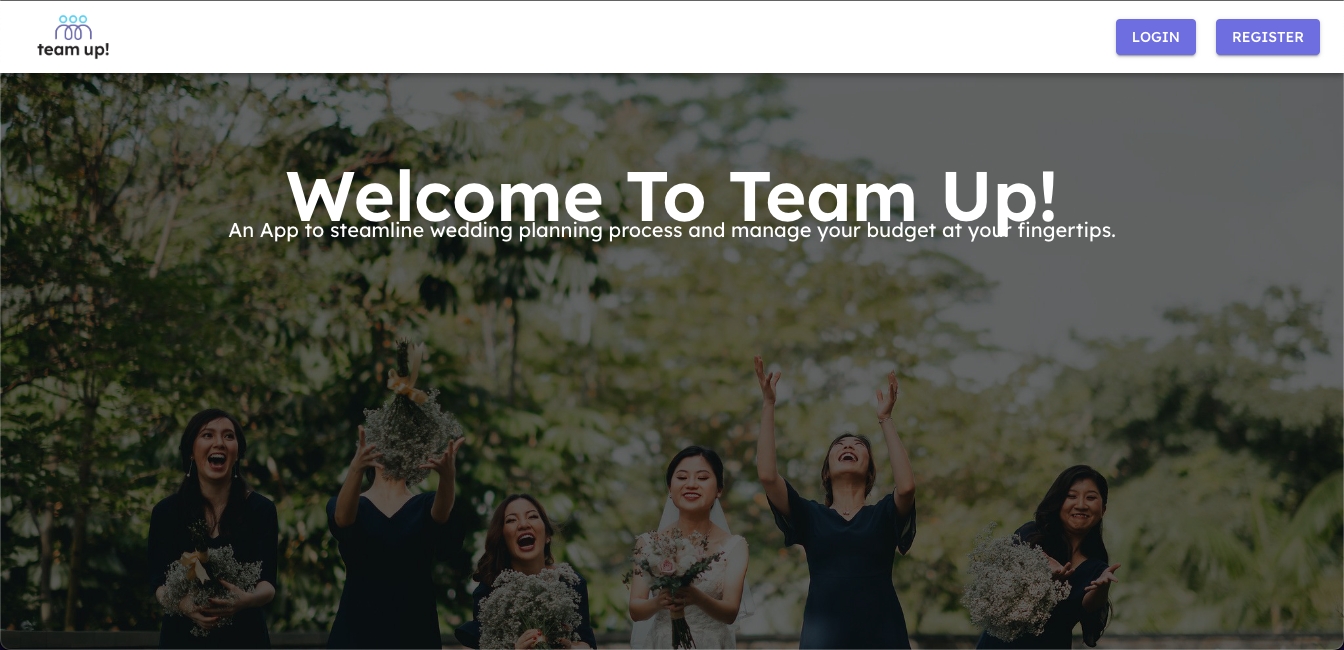 team up!
LOGIN
REGISTER
Welcome To Team Up!
An App to steamline wedding planning process and manage your budget at your fingertips.